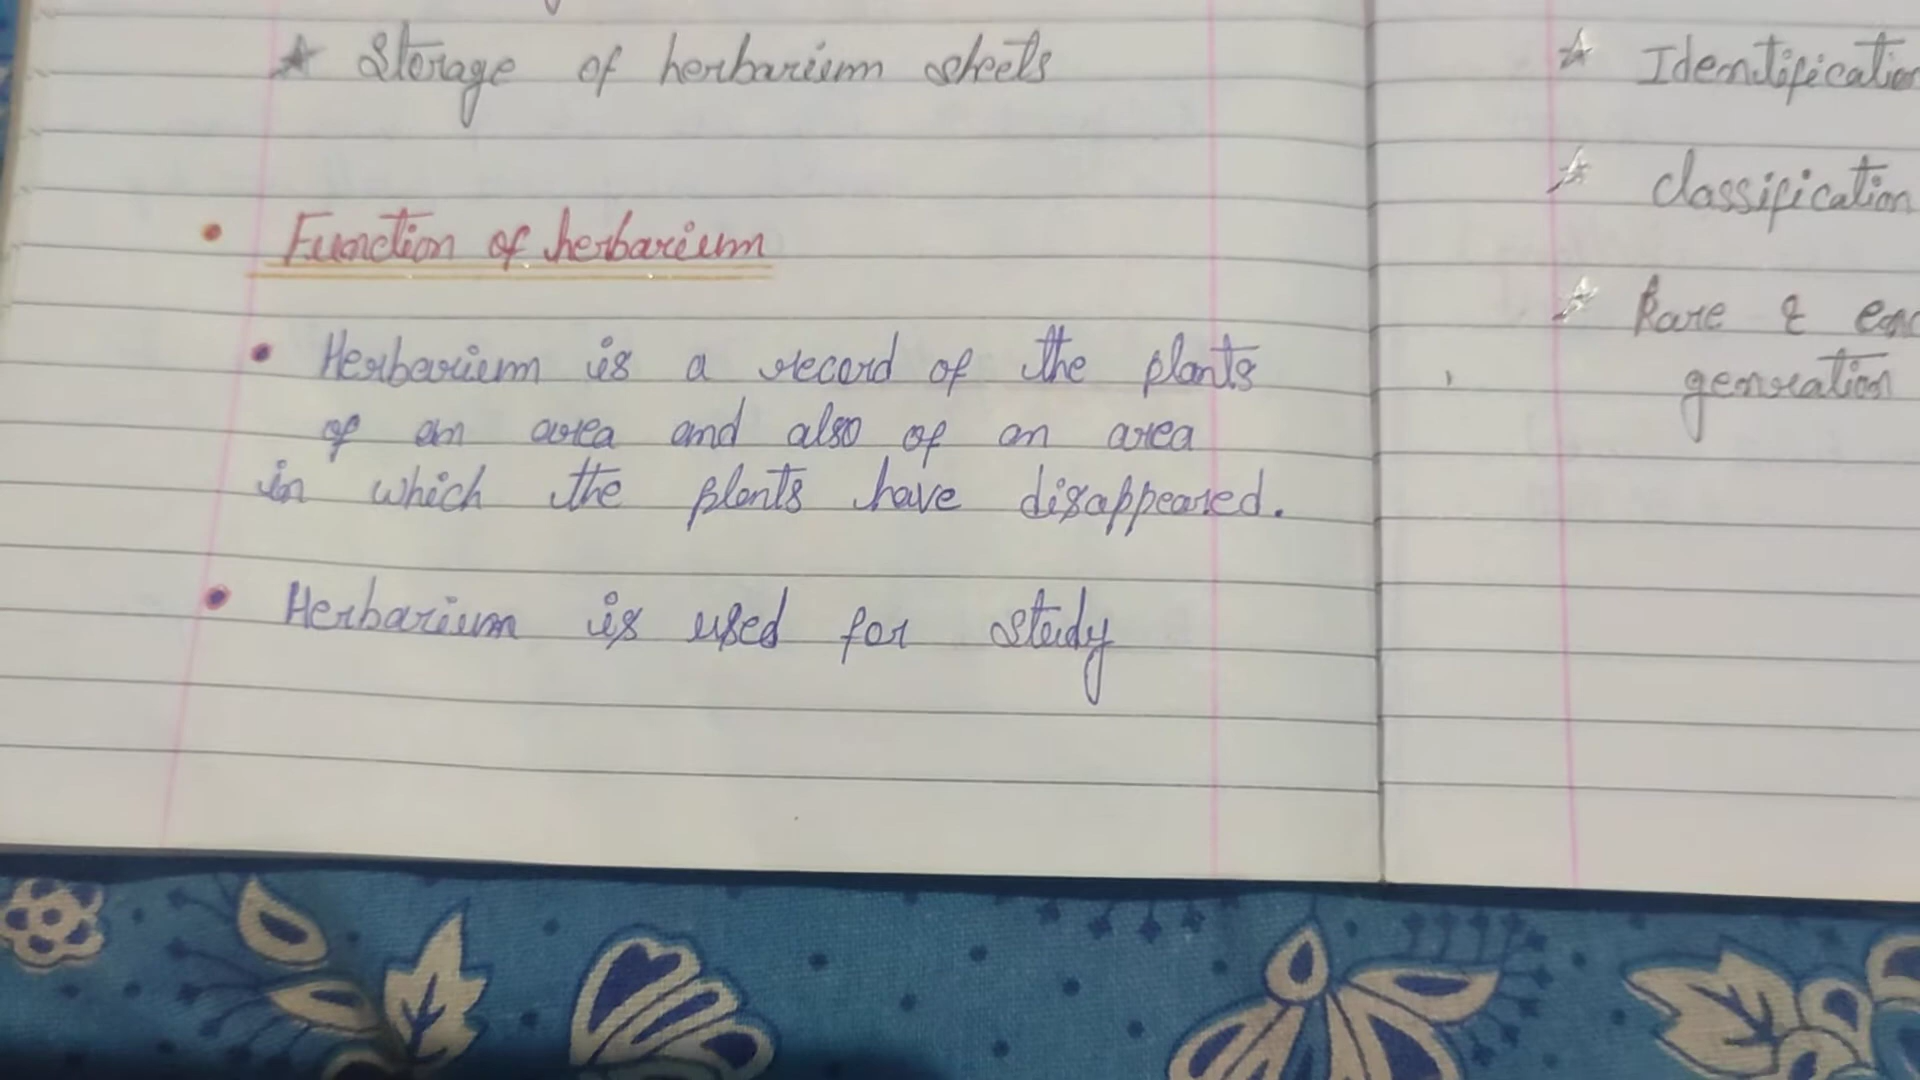 ★ Storage of herbarium sheets
• Function of herbarium
• Herbarium is a record of the plants
of an area and also of an area
in which the plants have disappeared.
• Herbarium is used for study
☆ Identification
☆ classification
☆ Rare &
genration